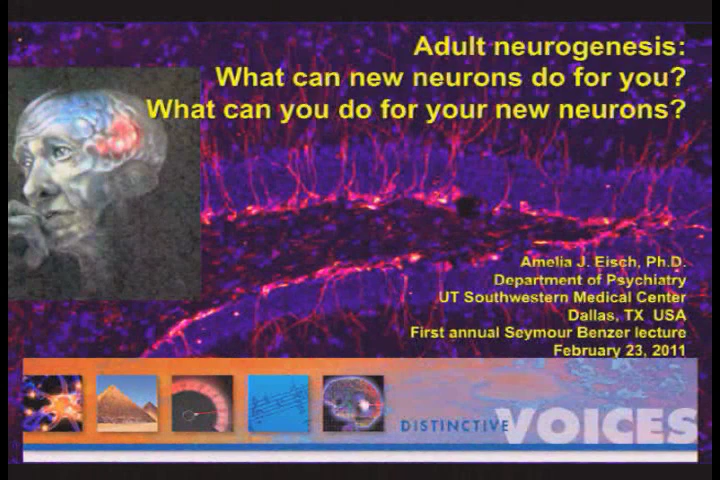 Adult neurogenesis:
What can new neurons do for you?
What can you do for your new neurons?
Amelia J. Eisch, Ph.D.
Department of Psychiatry
UT Southwestern Medical Center
Dallas, TX USA
First annual Seymour Benzer lecture
February 23, 2011
DISTINCTIVE VOICES